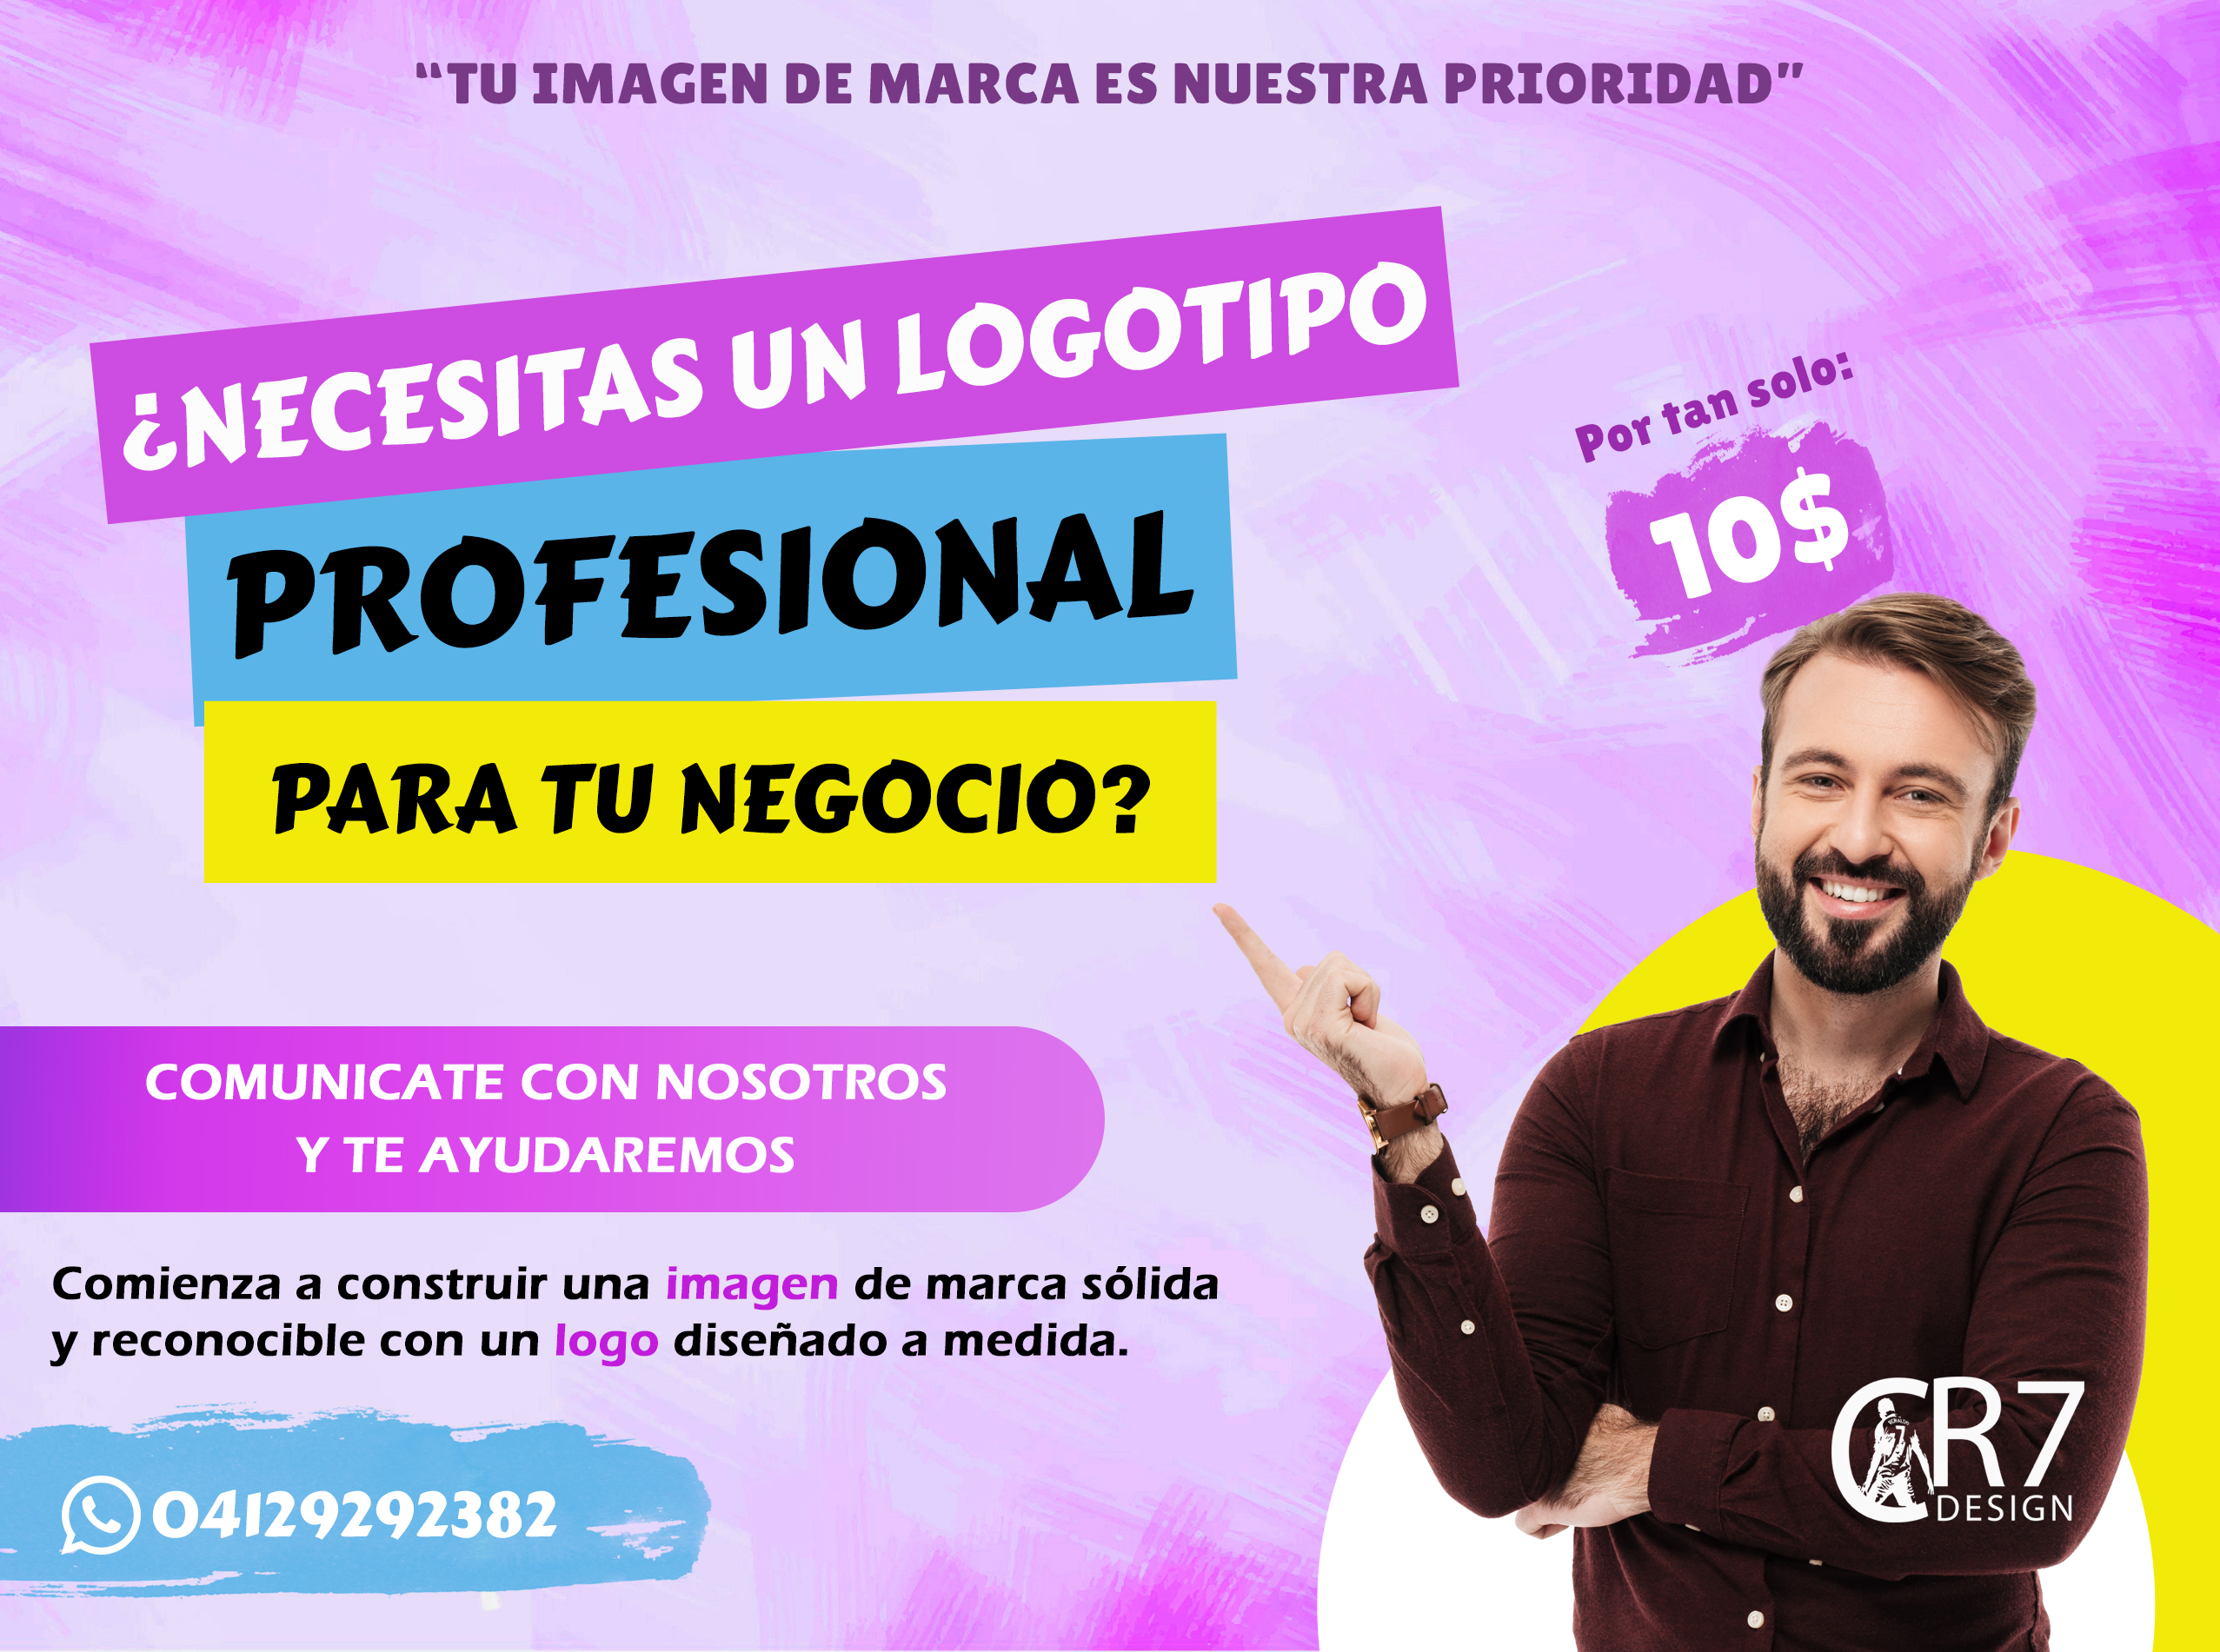 “TU IMAGEN DE MARCA ES NUESTRA PRIORIDAD”
¿NECESITAS UN LOGOTIPO
PROFESIONAL
PARA TU NEGOCIO?
Por tan solo:
10$
COMUNICATE CON NOSOTROS
Y TE AYUDAREMOS
Comienza a construir una imagen de marca sólida
y reconocible con un logo diseñado a medida.
04129292382
CR7
RONALDO
7
DESIGN